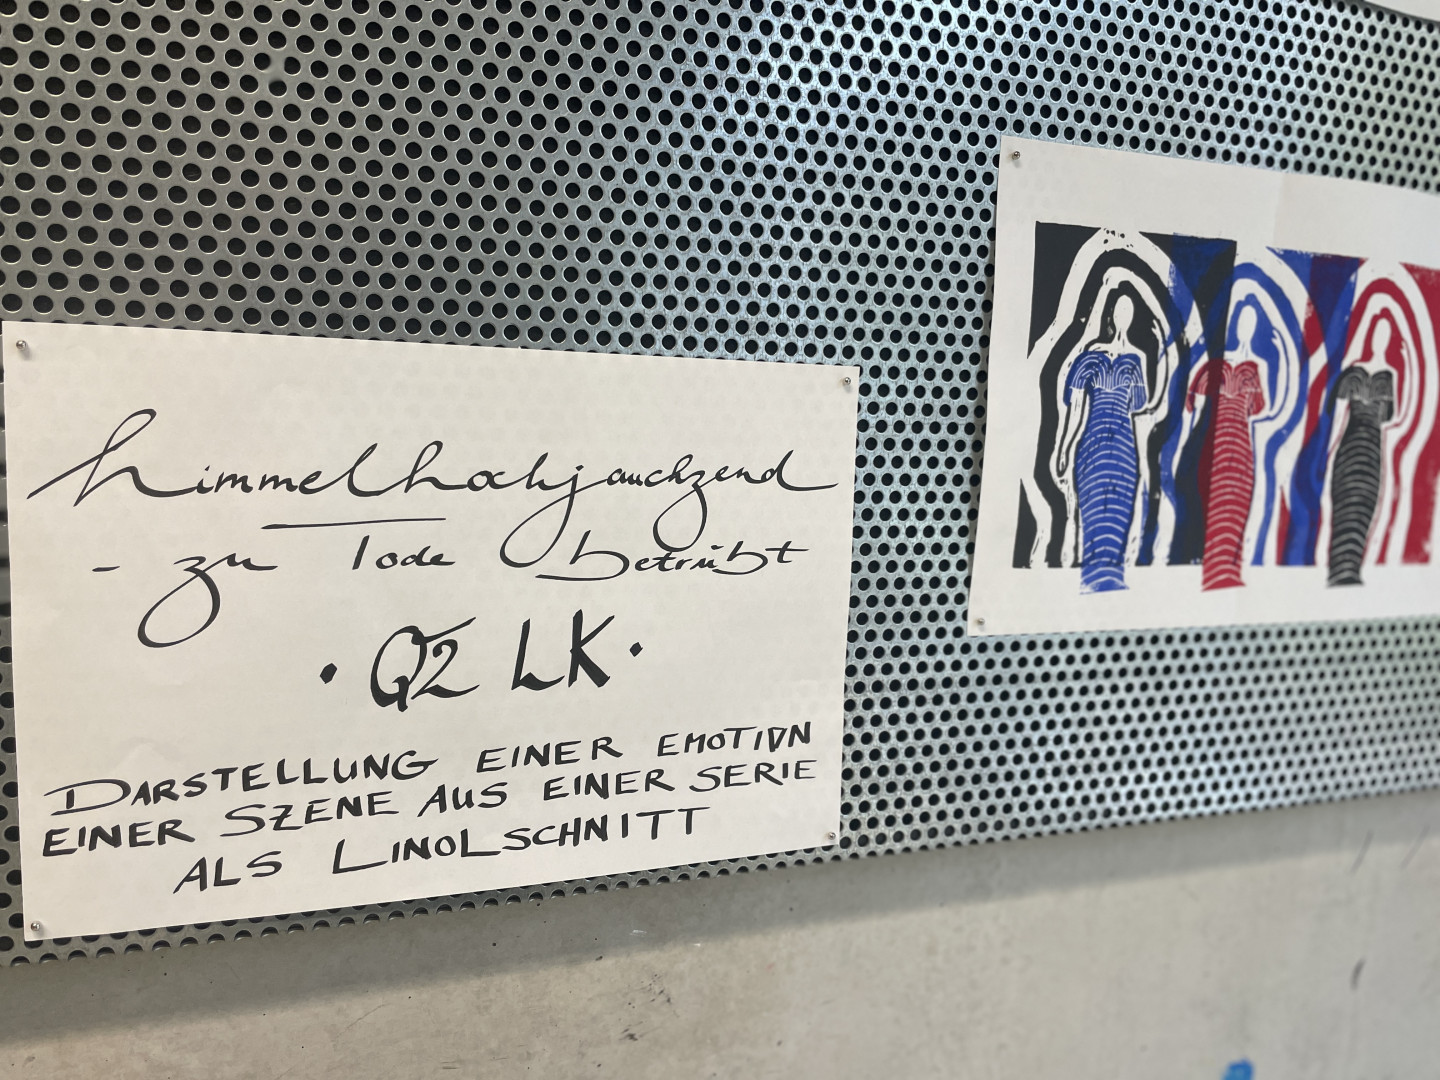 himmelhochjauchzend
- zu Tode betrübt
• Q2 LK •
DARSTELLUNG EINER EMOTION
EINER SZENE AUS EINER SERIE
ALS LINOLSCHNITT